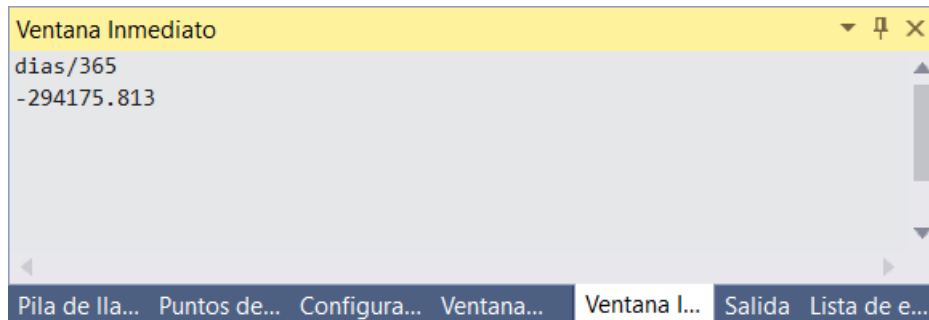 Ventana Inmediato
dias/365
-294175.813
Pila de lla... Puntos de... Configura... Ventana... Ventana I... Salida Lista de e...